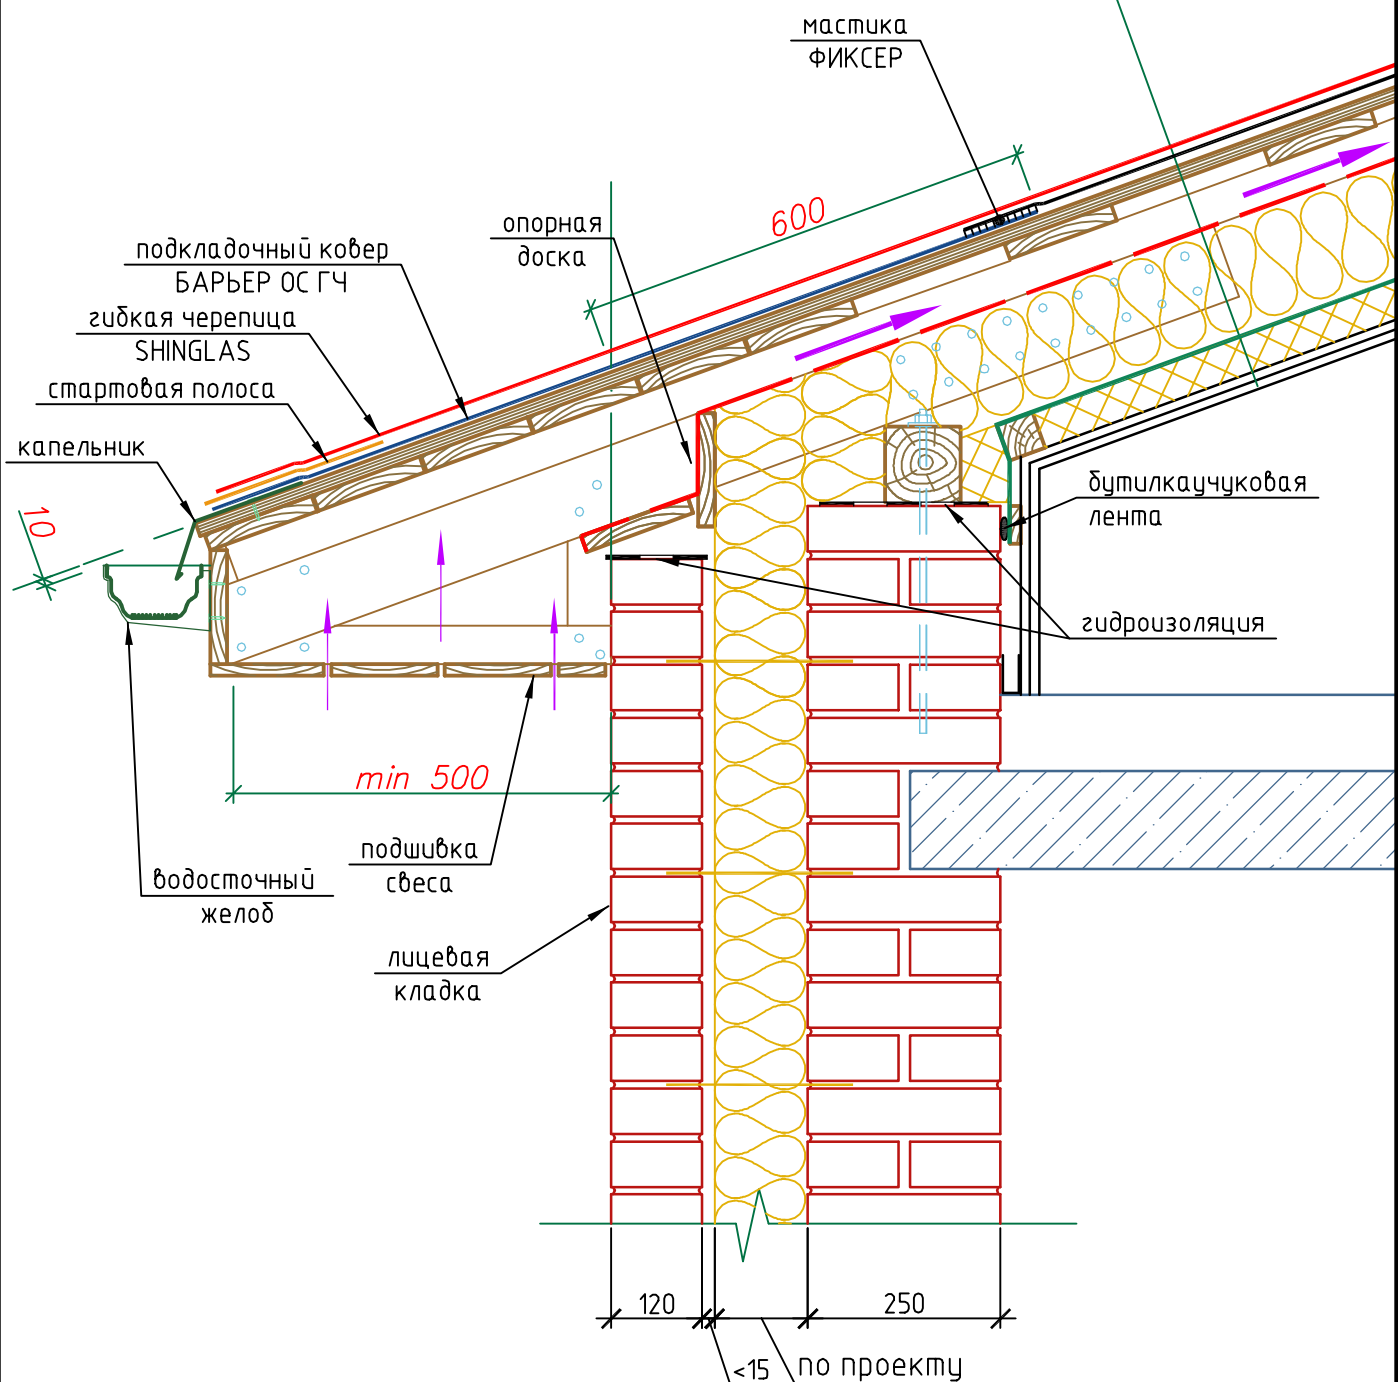 мастика
ФИКСЕР
600
опорная
доска
подкладочный ковер
БАРЬЕР ОС ГЧ
гибкая черепица
SHINGLAS
стартовая полоса
капельник
10
бутилкаучуковая
лента
гидроизоляция
min 500
подшивка
свеса
водосточный
желоб
лицевая
кладка
120
250
<15
по проекту